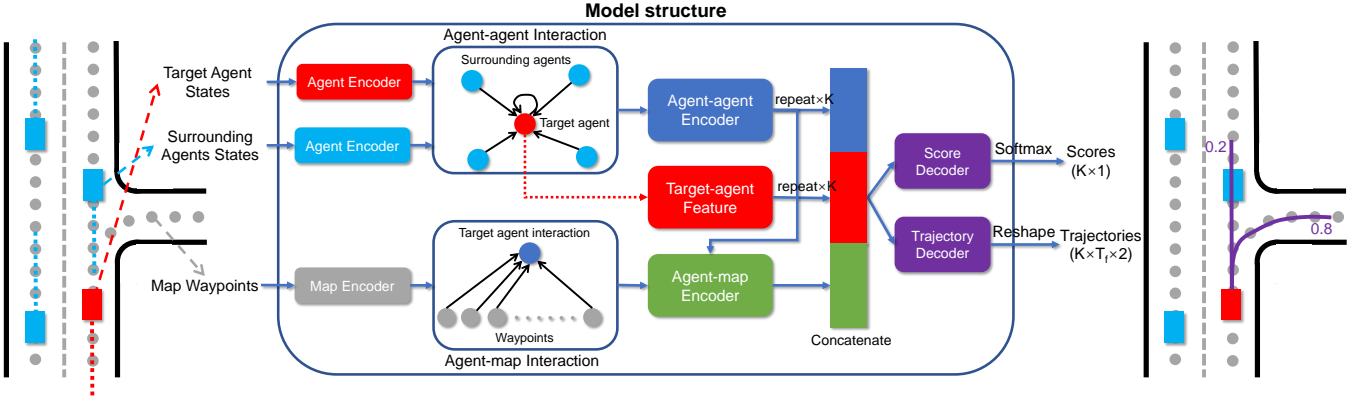 Model structure
Target Agent
States
Surrounding
Agents States
Map Waypoints
Agent Encoder
Agent Encoder
Map Encoder
Agent-agent Interaction
Surrounding agents
Target agent
Target agent interaction
Waypoints
Agent-map Interaction
Agent-agent
Encoder
Target-agent
Feature
Agent-map
Encoder
repeat×K
repeat×K
Concatenate
Score
Decoder
Trajectory
Decoder
Softmax
Reshape
Scores
(K×1)
Trajectories
(K×T_f×2)
0.2
0.8